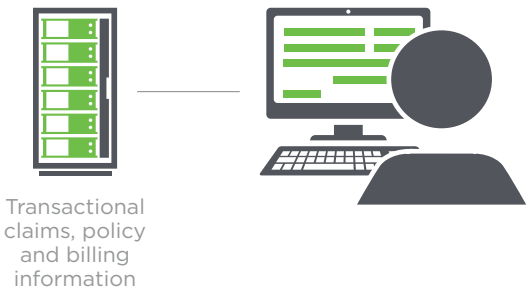 Transactional
claims, policy
and billing
information